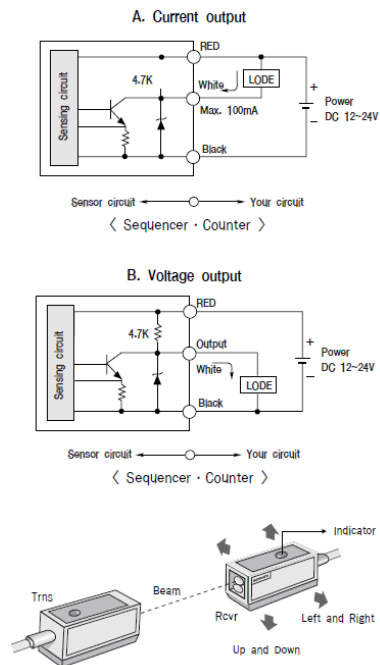 A. Current output
RED
4.7K
White
LODE
+
Power
DC 12~24V
−
Max. 100mA
Sensing circuit
Black
Sensor circuit
Your circuit
〈 Sequencer · Counter 〉
B. Voltage output
RED
4.7K
Output
White
LODE
+
Power
DC 12~24V
−
Sensing circuit
Black
Sensor circuit
Your circuit
〈 Sequencer · Counter 〉
Indicator
Trns
Beam
Rcvr
Left and Right
Up and Down